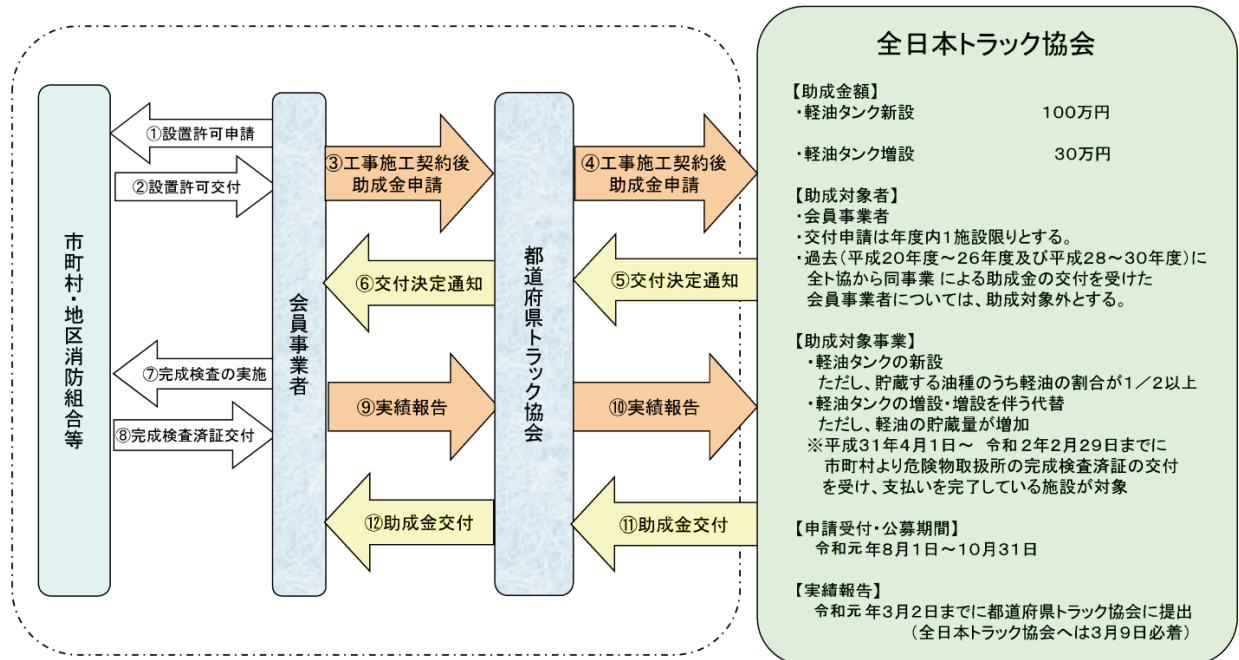 市町村・地区消防組合等
①設置許可申請
②設置許可交付
⑦完成検査の実施
⑧完成検査済証交付
会員事業者
③工事施工契約後
助成金申請
⑥交付決定通知
⑨実績報告
⑫助成金交付
都道府県トラック協会
④工事施工契約後
助成金申請
⑤交付決定通知
⑩実績報告
⑪助成金交付
全日本トラック協会
【助成金額】
・軽油タンク新設 100万円
・軽油タンク増設 30万円
【助成対象者】
・会員事業者
・交付申請は年度内1施設限りとする。
・過去(平成20年度~26年度及び平成28~30年度)に
全ト協から同事業による助成金の交付を受けた
会員事業者については、助成対象外とする。
【助成対象事業】
・軽油タンクの新設
ただし、貯蔵する油種のうち軽油の割合が1/2以上
・軽油タンクの増設・増設を伴う代替
ただし、軽油の貯蔵量が増加
※平成31年4月1日~ 令和2年2月29日までに
市町村より危険物取扱所の完成検査済証の交付
を受け、支払いを完了している施設が対象
【申請受付・公募期間】
令和元年8月1日~10月31日
【実績報告】
令和元年3月2日までに都道府県トラック協会に提出
(全日本トラック協会へは3月9日必着)